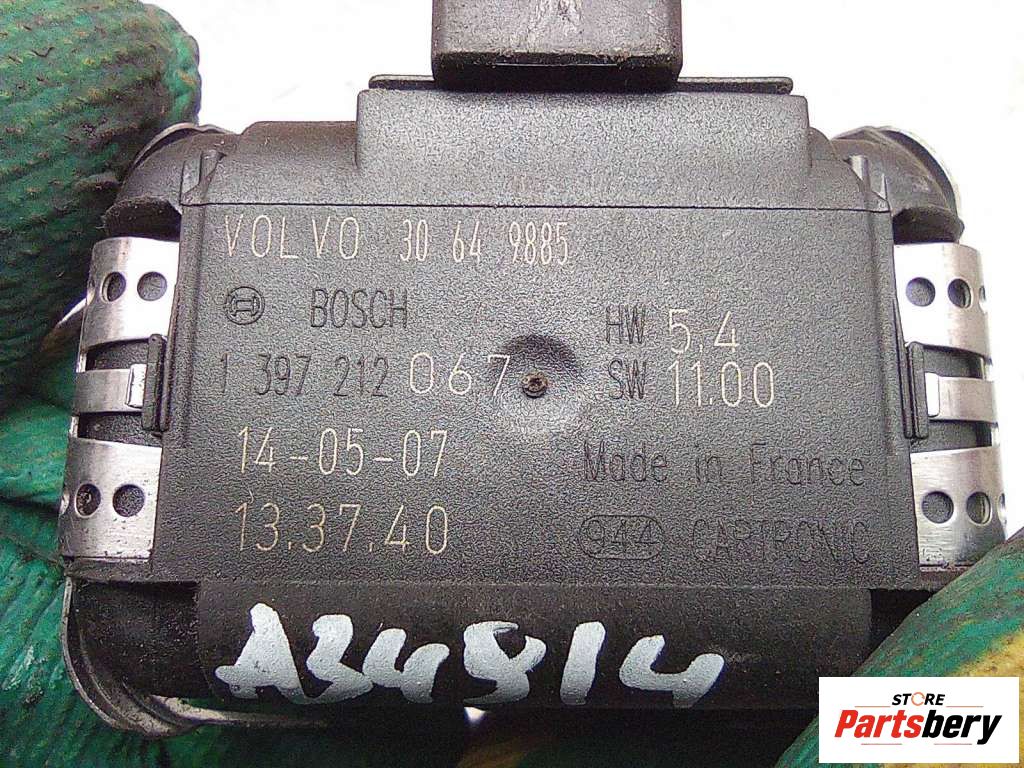 VOLVO 30 64 9885
BOSCH
HW 5.4
1 397 212 067
SW 11.00
14-05-07
Made in France
13.37.40
944 CARTRONIC
A34814
STORE
Partsbery